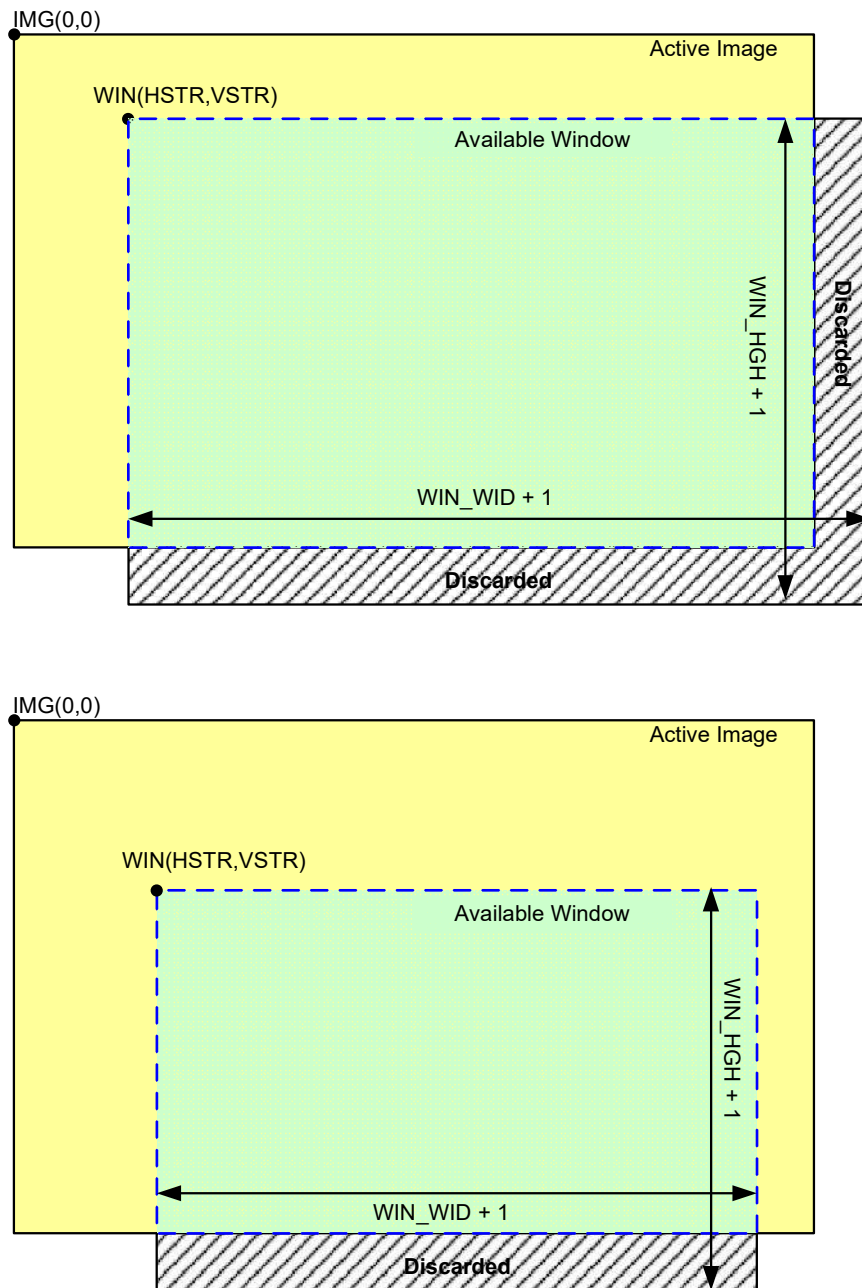 IMG(0,0)
Active Image
WIN(HSTR,VSTR)
Available Window
WIN_HGH + 1
Discarded
WIN_WID + 1
Discarded
IMG(0,0)
Active Image
WIN(HSTR,VSTR)
Available Window
WIN_HGH + 1
WIN_WID + 1
Discarded